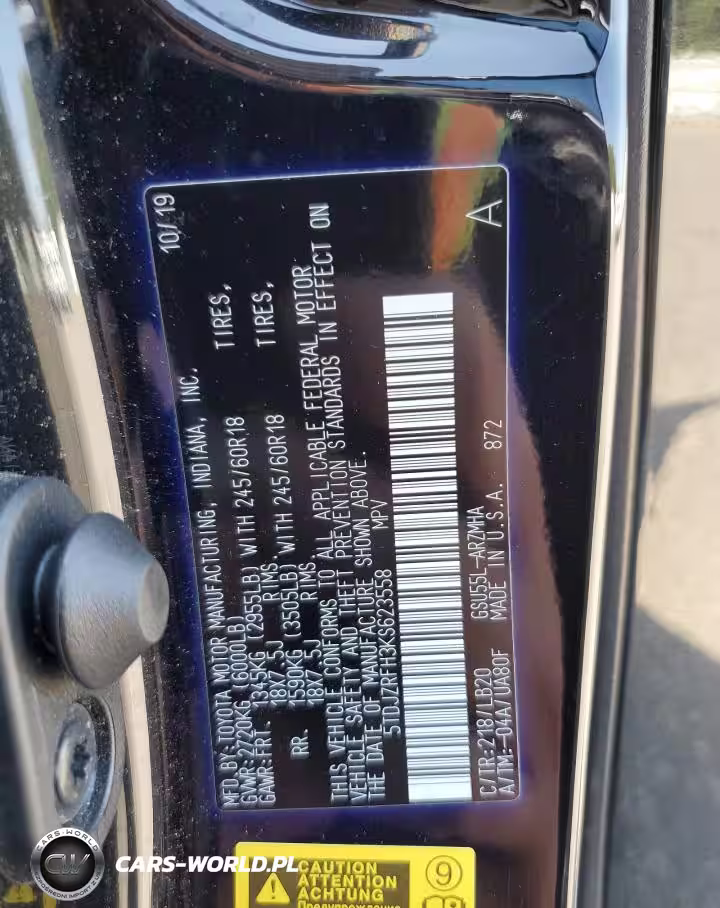 MFD BY: TOYOTA MOTOR MANUFACTURING, INDIANA, INC. 10/19
GVWR: 2720KG (6000LB)
GAWR: FRT. 1345KG (2955LB) WITH 245/60R18 TIRES,
18X7.5J RIMS
RR. 1590KG (3505LB) WITH 245/60R18 TIRES,
18X7.5J RIMS
THIS VEHICLE CONFORMS TO ALL APPLICABLE FEDERAL MOTOR
VEHICLE SAFETY AND THEFT PREVENTION STANDARDS IN EFFECT ON
THE DATE OF MANUFACTURE SHOWN ABOVE.
5TDJZRFH3KS623558 MPV
C/TR: 218/LB20 GSU55L-ARZMHA
A/TM: -04A/UA80F MADE IN U.S.A. 872
A
CAUTION
ATTENTION
ACHTUNG
Предупреждение
9
CARS-WORLD
CW
CARS-WORLD.PL